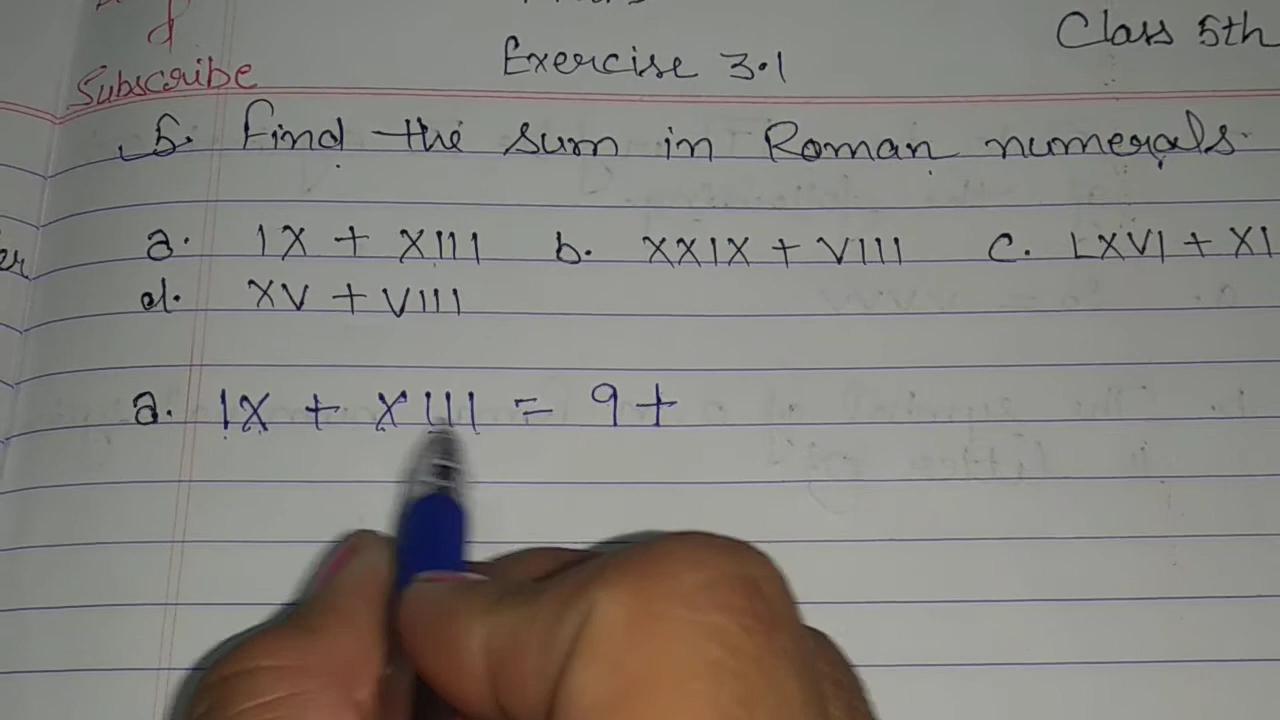 Class 5th
Exercise 3.1
Subscribe
5. Find the sum in Roman numerals.
a. IX + XIII b. XXIX + VIII c. LXVI + XI
d. XV + VIII
a. IX + XIII = 9 +